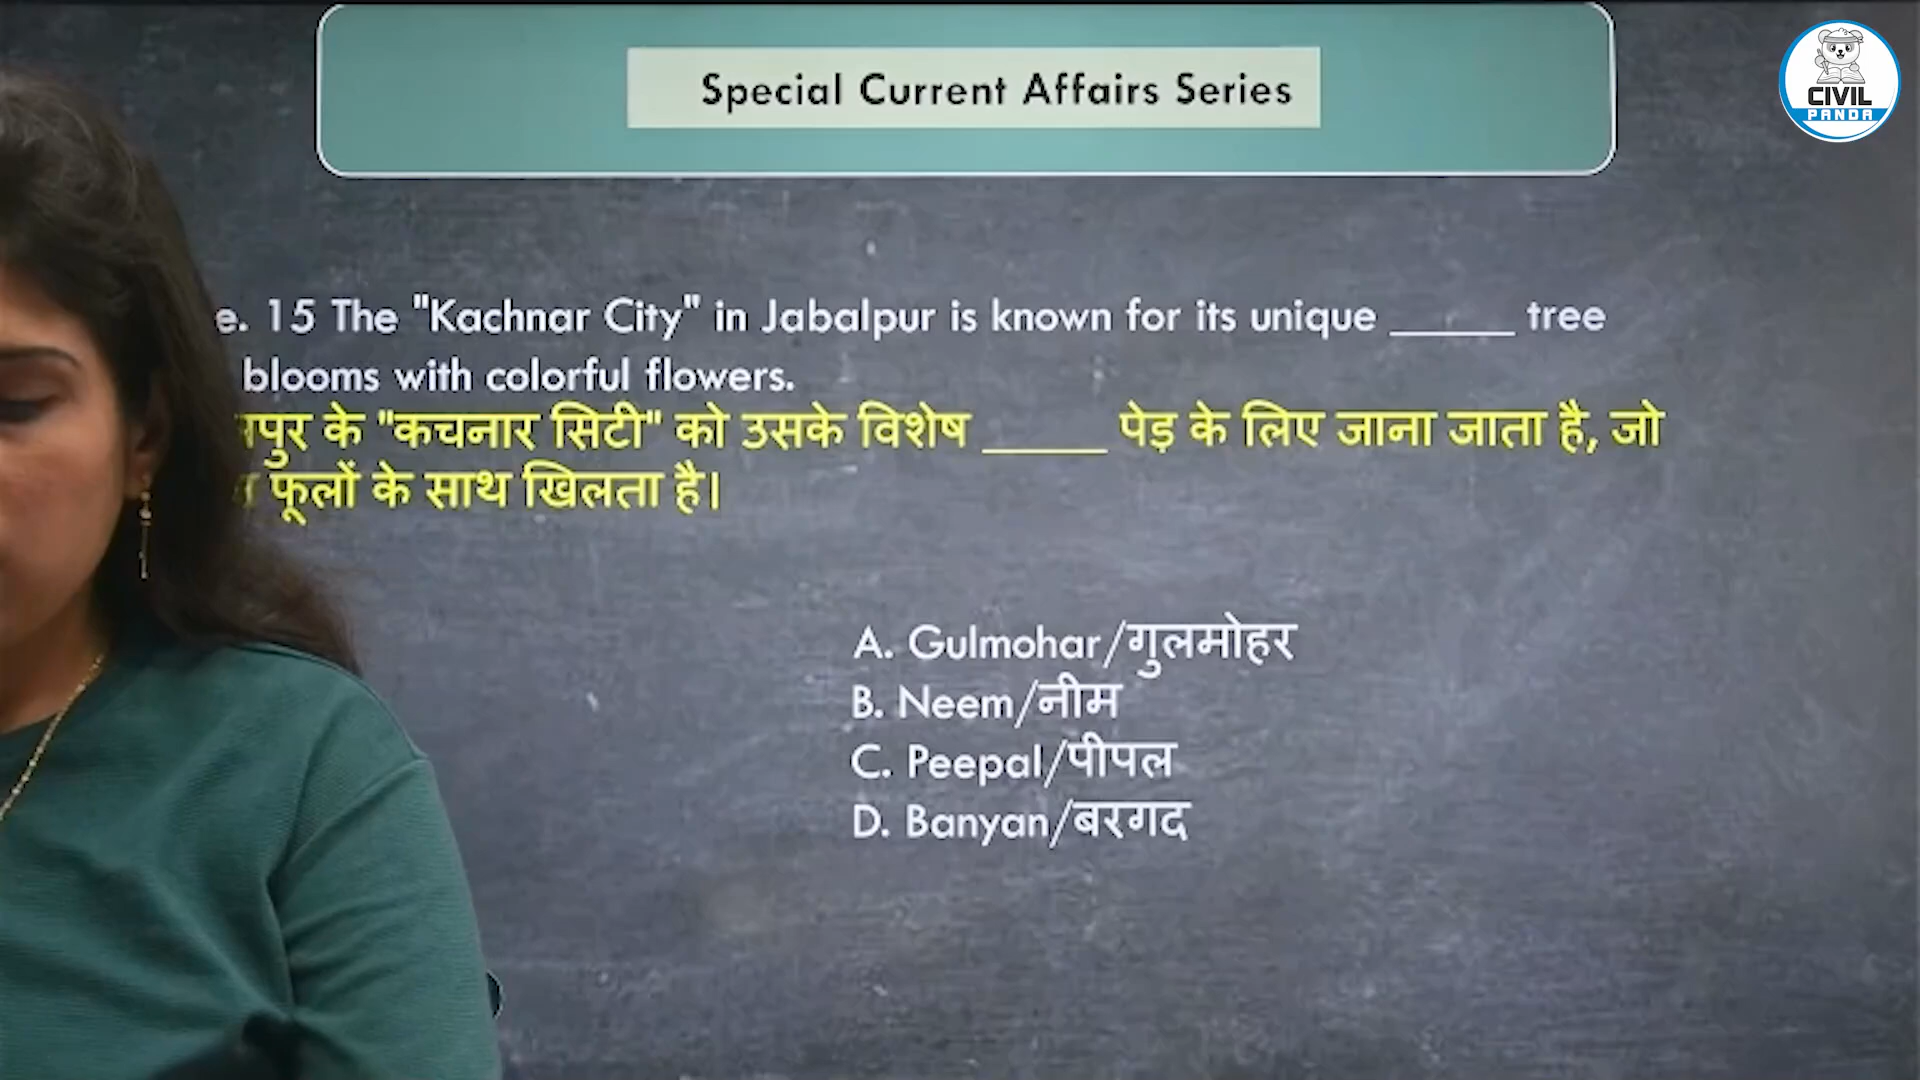 Special Current Affairs Series
CIVIL
PANDA
15 The "Kachnar City" in Jabalpur is known for its unique _____ tree
blooms with colorful flowers.
के "कचनार सिटी" को उसके विशेष _____ पेड़ के लिए जाना जाता है, जो
फूलों के साथ खिलता है।
A. Gulmohar/गुलमोहर
B. Neem/नीम
C. Peepal/पीपल
D. Banyan/बरगद